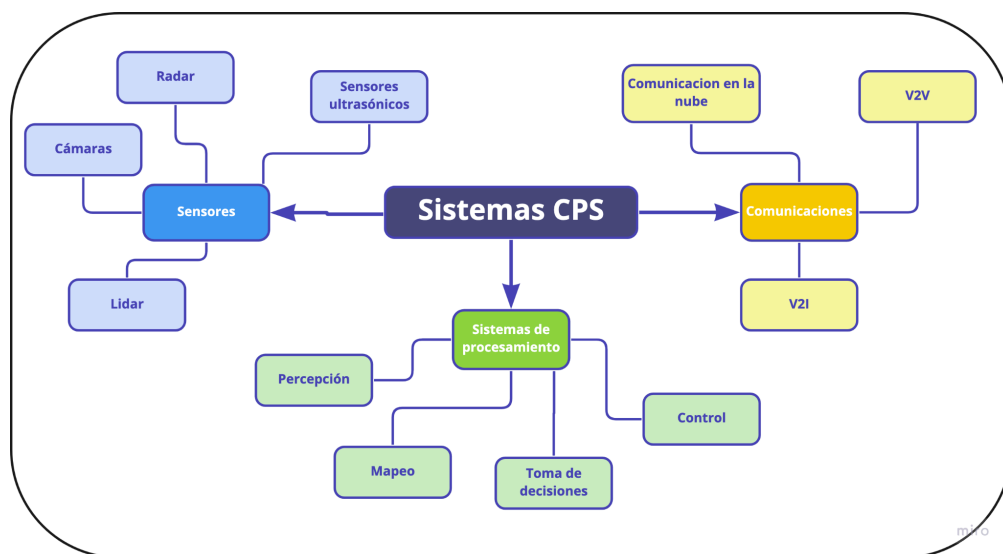 Radar
Sensores
ultrasónicos
Cámaras
Sensores
Lidar
Sistemas CPS
Comunicacion en la
nube
V2V
Comunicaciones
V2I
Sistemas de
procesamiento
Percepción
Mapeo
Toma de
decisiones
Control
miro